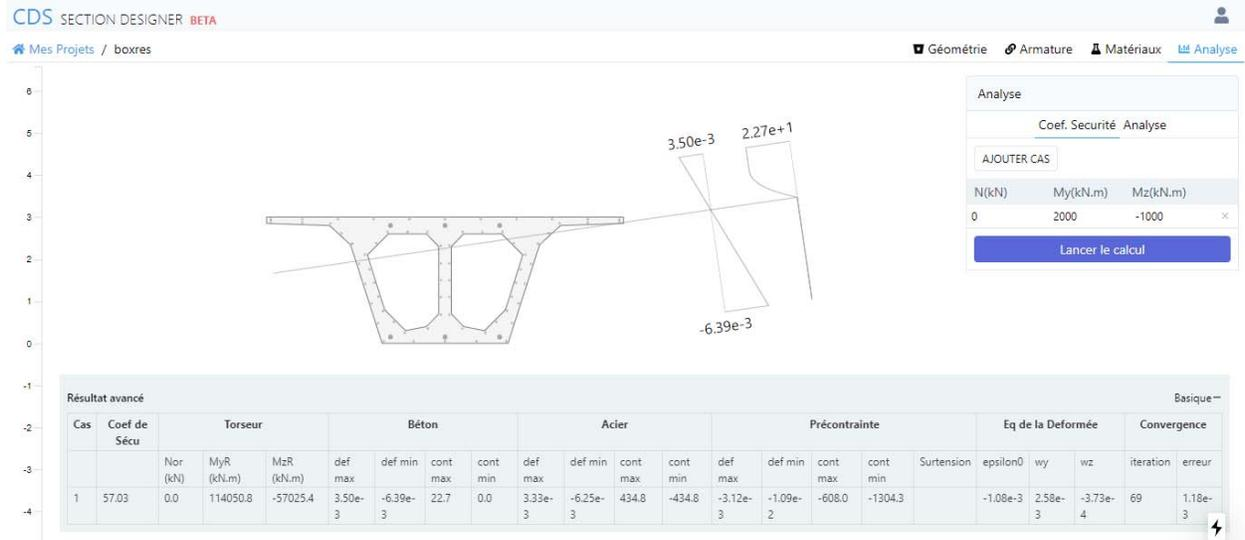 CDS SECTION DESIGNER BETA
Mes Projets / boxres
Géométrie Armature Matériaux Analyse
6
5
4
3
2
1
0
-1
-2
-3
-4
3.50e-3
2.27e+1
-6.39e-3
Analyse
Coef. Securité Analyse
AJOUTER CAS
N(kN) My(kN.m) Mz(kN.m)
0 2000 -1000 ×
Lancer le calcul
Résultat avancé Basique−
Cas Coef de Torseur Béton Acier Précontrainte Eq de la Deformée Convergence
Sécu
Nor MyR MzR def def min cont cont def def min cont cont def def min cont cont Surtension epsilon0 wy wz iteration erreur
(kN) (kN.m) (kN.m) max max min max max min max max min
1 57.03 0.0 114050.8 -57025.4 3.50e- -6.39e- 22.7 0.0 3.33e- -6.25e- 434.8 -434.8 -3.12e- -1.09e- -608.0 -1304.3 -1.08e-3 2.58e- -3.73e- 69 1.18e-
3 3 3 3 3 2 3 4 3